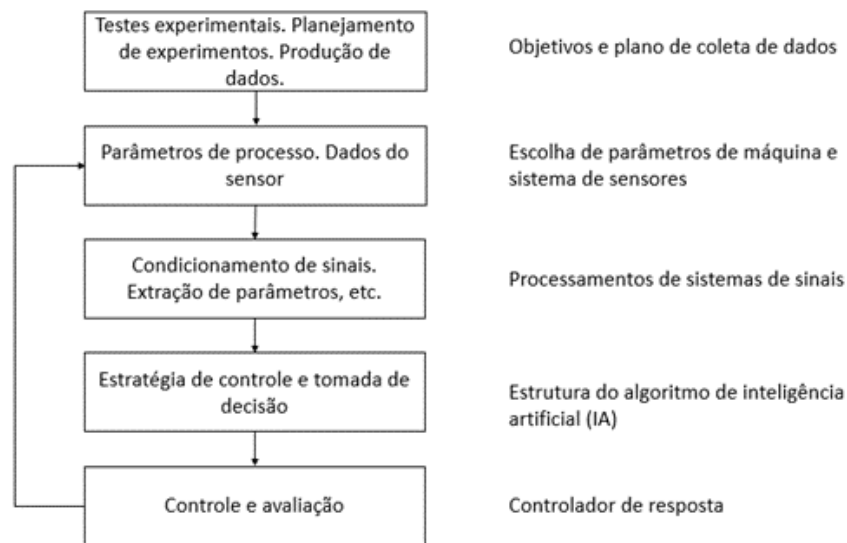 Testes experimentais. Planejamento
de experimentos. Produção de
dados.
Objetivos e plano de coleta de dados
Parâmetros de processo. Dados do
sensor
Escolha de parâmetros de máquina e
sistema de sensores
Condicionamento de sinais.
Extração de parâmetros, etc.
Processamentos de sistemas de sinais
Estratégia de controle e tomada de
decisão
Estrutura do algoritmo de inteligência
artificial (IA)
Controle e avaliação
Controlador de resposta